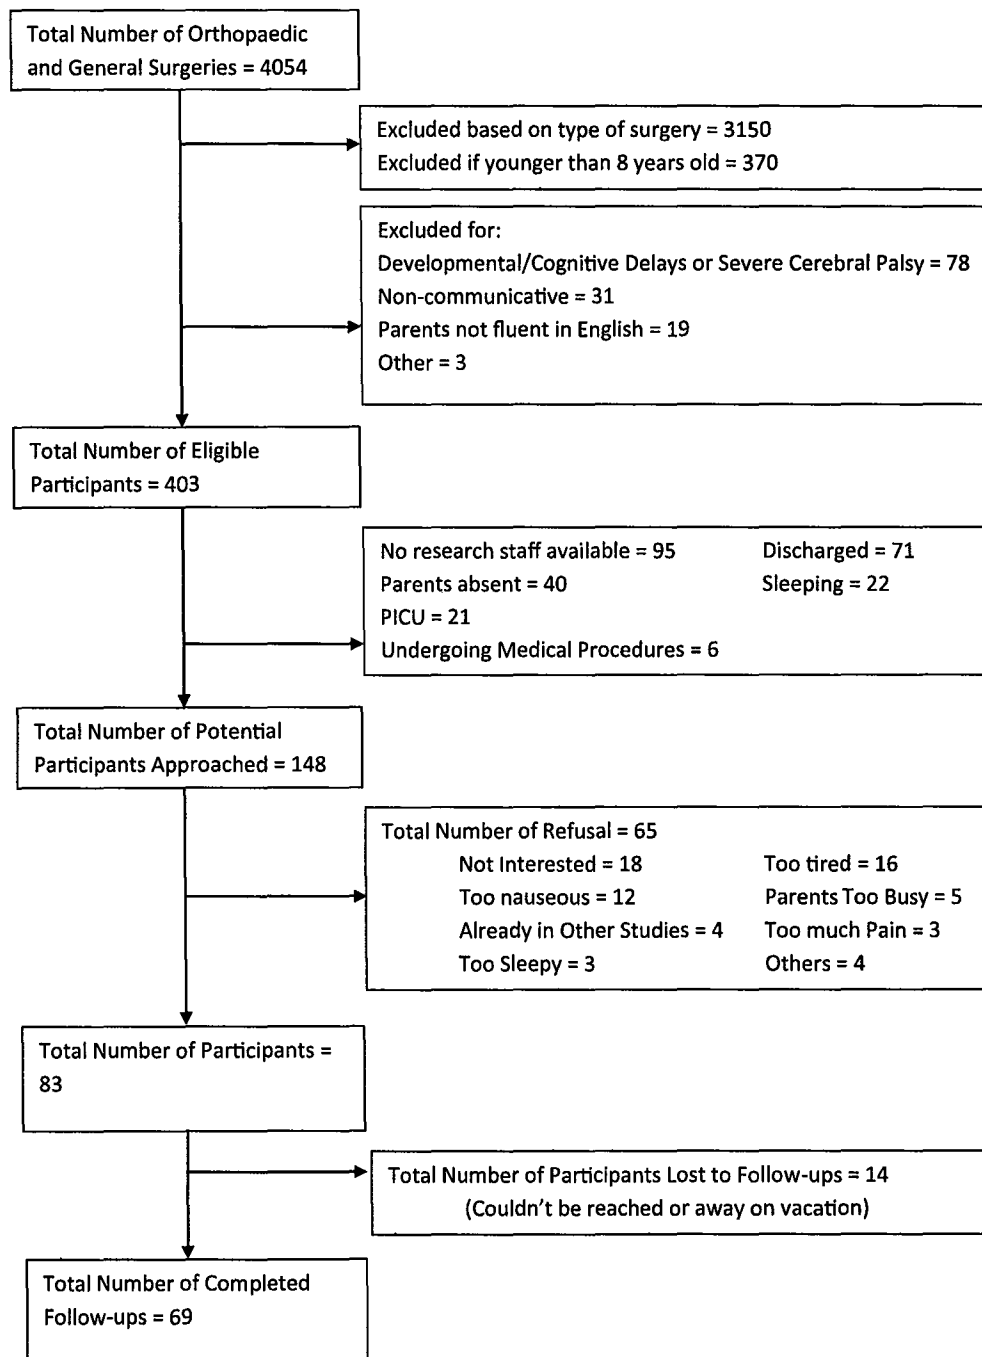 Total Number of Orthopaedic
and General Surgeries = 4054
Excluded based on type of surgery = 3150
Excluded if younger than 8 years old = 370
Excluded for:
Developmental/Cognitive Delays or Severe Cerebral Palsy = 78
Non-communicative = 31
Parents not fluent in English = 19
Other = 3
Total Number of Eligible
Participants = 403
No research staff available = 95 Discharged = 71
Parents absent = 40 Sleeping = 22
PICU = 21
Undergoing Medical Procedures = 6
Total Number of Potential
Participants Approached = 148
Total Number of Refusal = 65
Not Interested = 18 Too tired = 16
Too nauseous = 12 Parents Too Busy = 5
Already in Other Studies = 4 Too much Pain = 3
Too Sleepy = 3 Others = 4
Total Number of Participants =
83
Total Number of Participants Lost to Follow-ups = 14
(Couldn't be reached or away on vacation)
Total Number of Completed
Follow-ups = 69